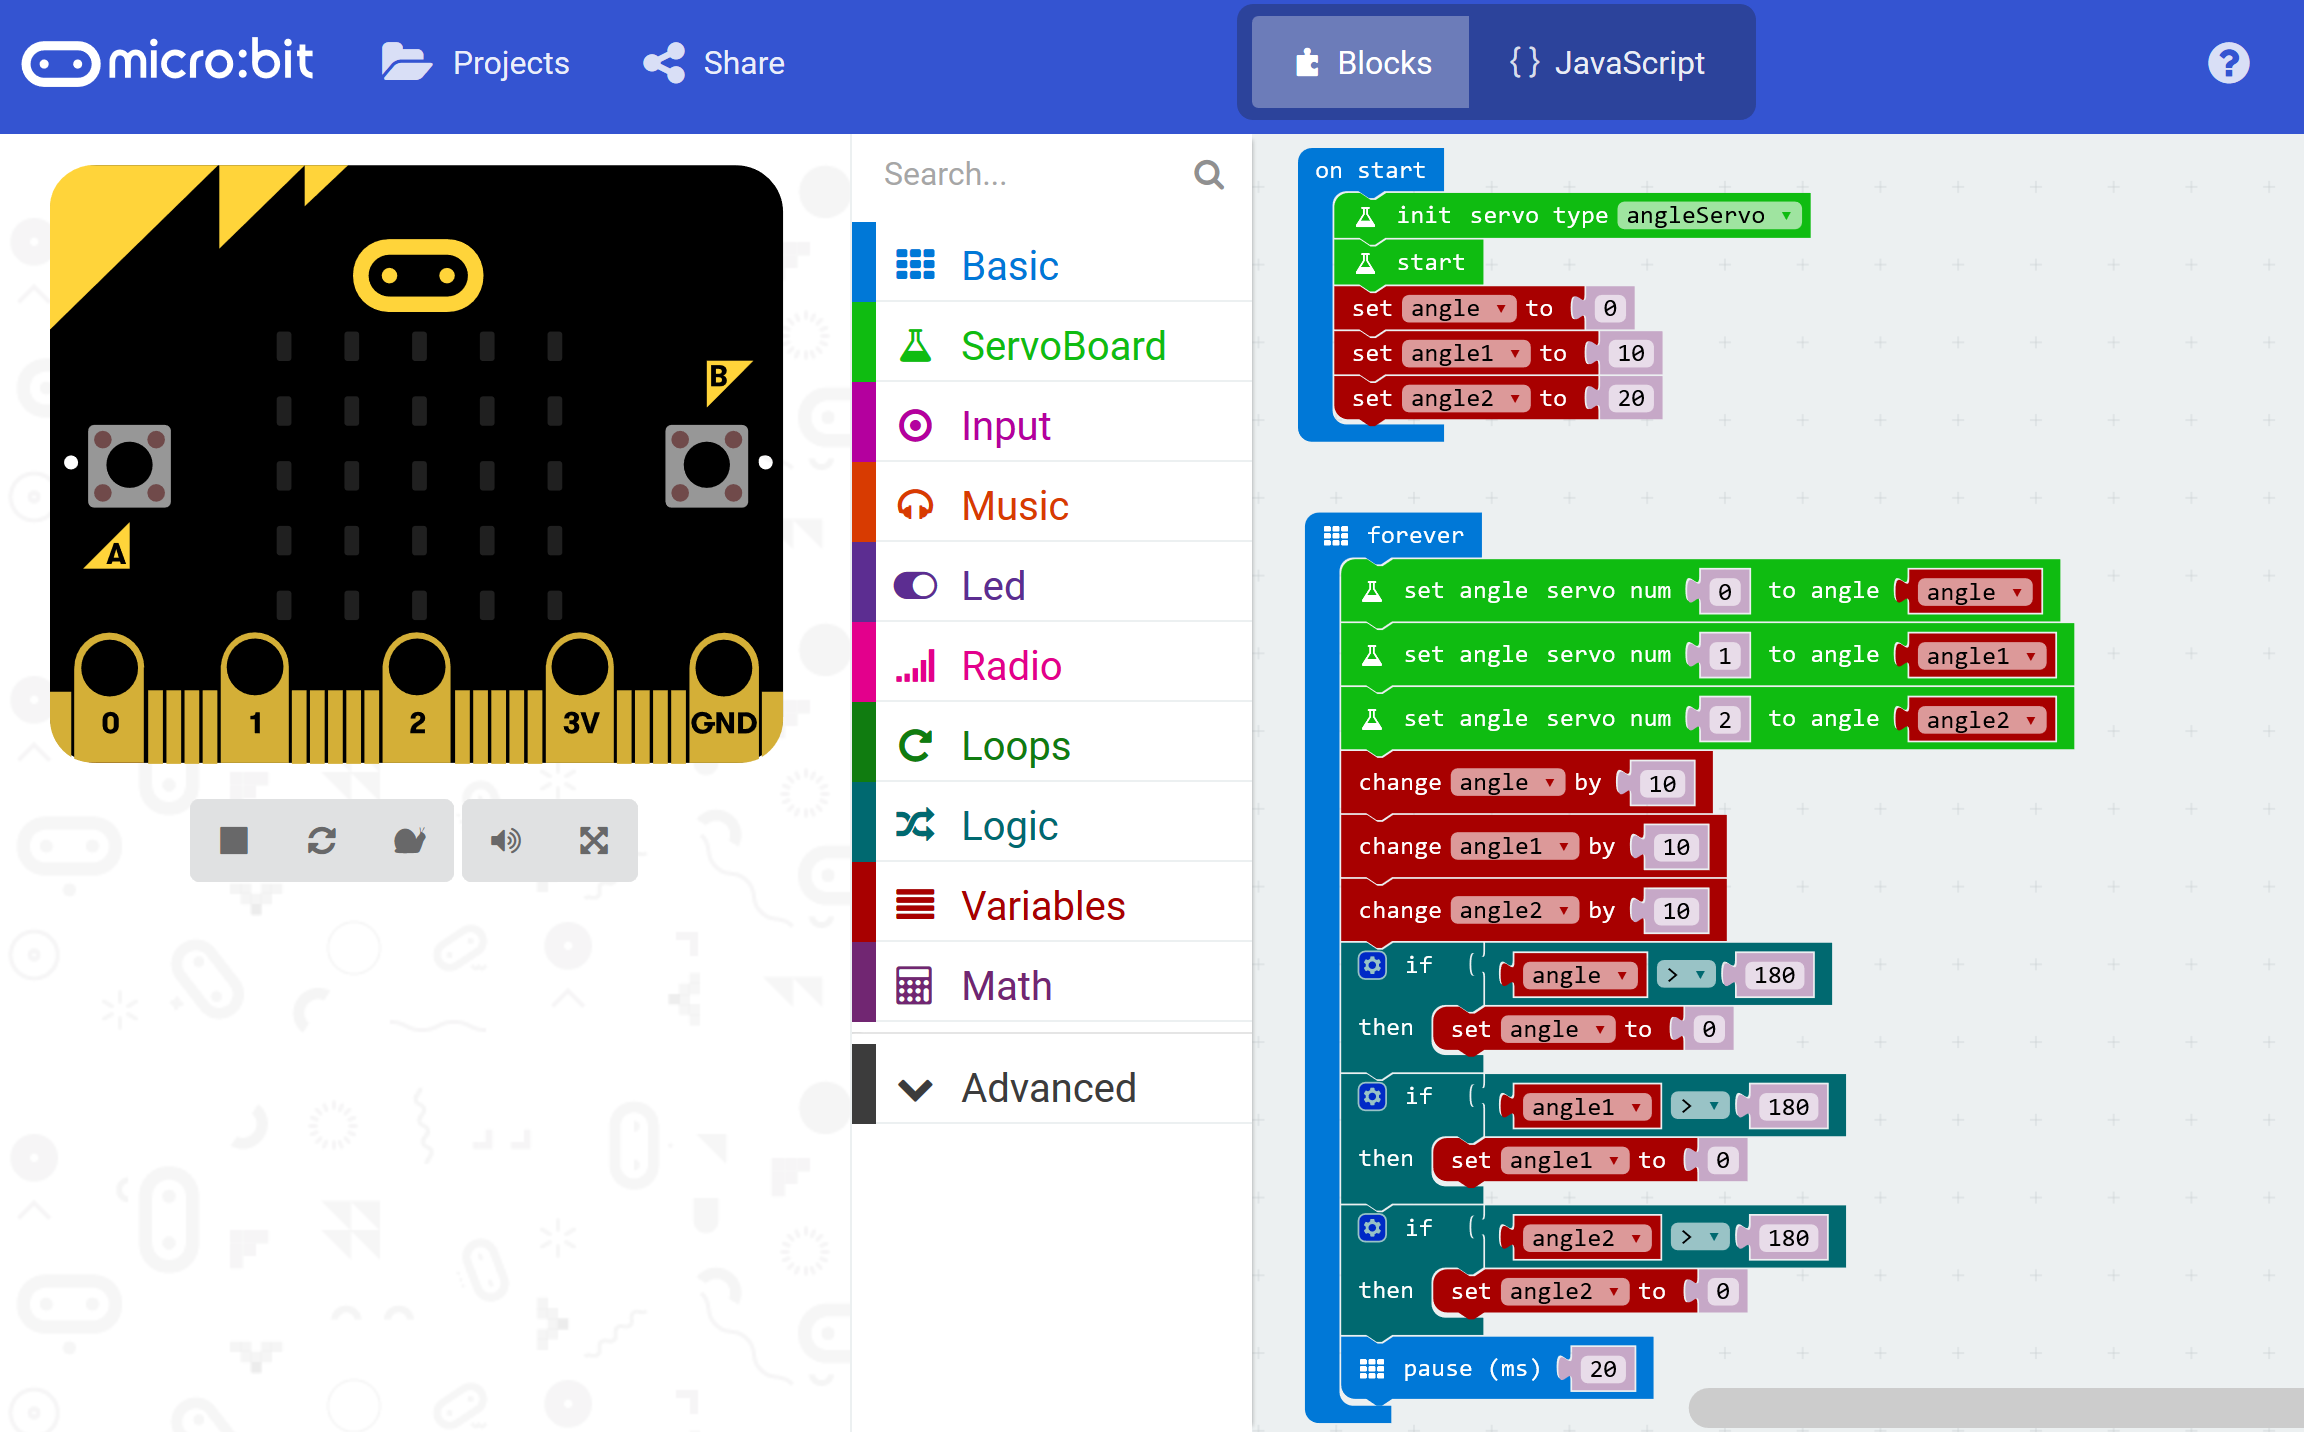 micro:bit Projects Share Blocks {} JavaScript ?
B
A
0 1 2 3V GND
Search...
Basic
ServoBoard
Input
Music
Led
Radio
Loops
Logic
Variables
Math
Advanced
on start
init servo type angleServo
start
set angle to 0
set angle1 to 10
set angle2 to 20
forever
set angle servo num 0 to angle angle
set angle servo num 1 to angle angle1
set angle servo num 2 to angle angle2
change angle by 10
change angle1 by 10
change angle2 by 10
if angle > 180
then set angle to 0
if angle1 > 180
then set angle1 to 0
if angle2 > 180
then set angle2 to 0
pause (ms) 20